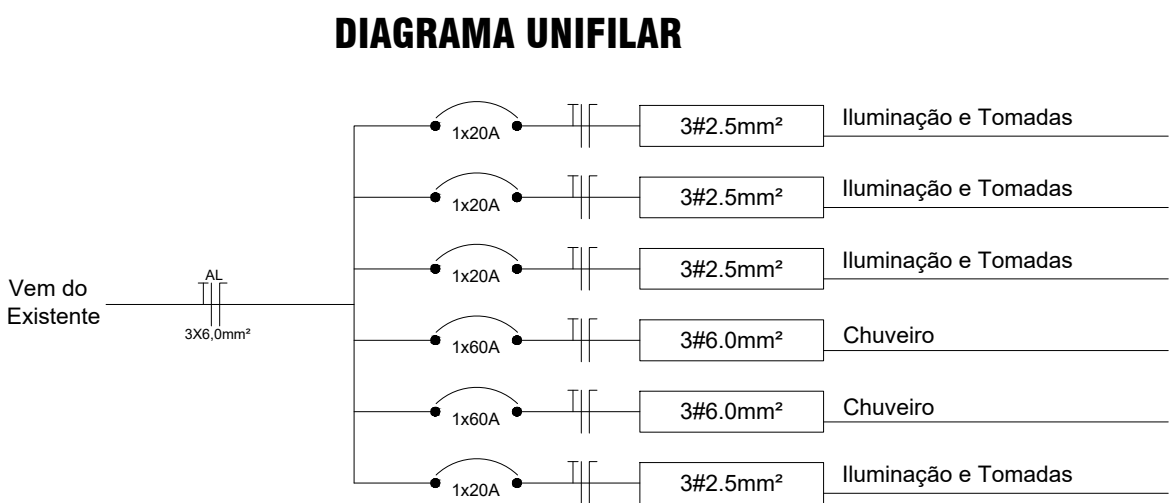 DIAGRAMA UNIFILAR
1x20A
3#2.5mm²
Iluminação e Tomadas
1x20A
3#2.5mm²
Iluminação e Tomadas
1x20A
3#2.5mm²
Iluminação e Tomadas
Vem do
Existente
AL
3X6,0mm²
1x60A
3#6.0mm²
Chuveiro
1x60A
3#6.0mm²
Chuveiro
1x20A
3#2.5mm²
Iluminação e Tomadas